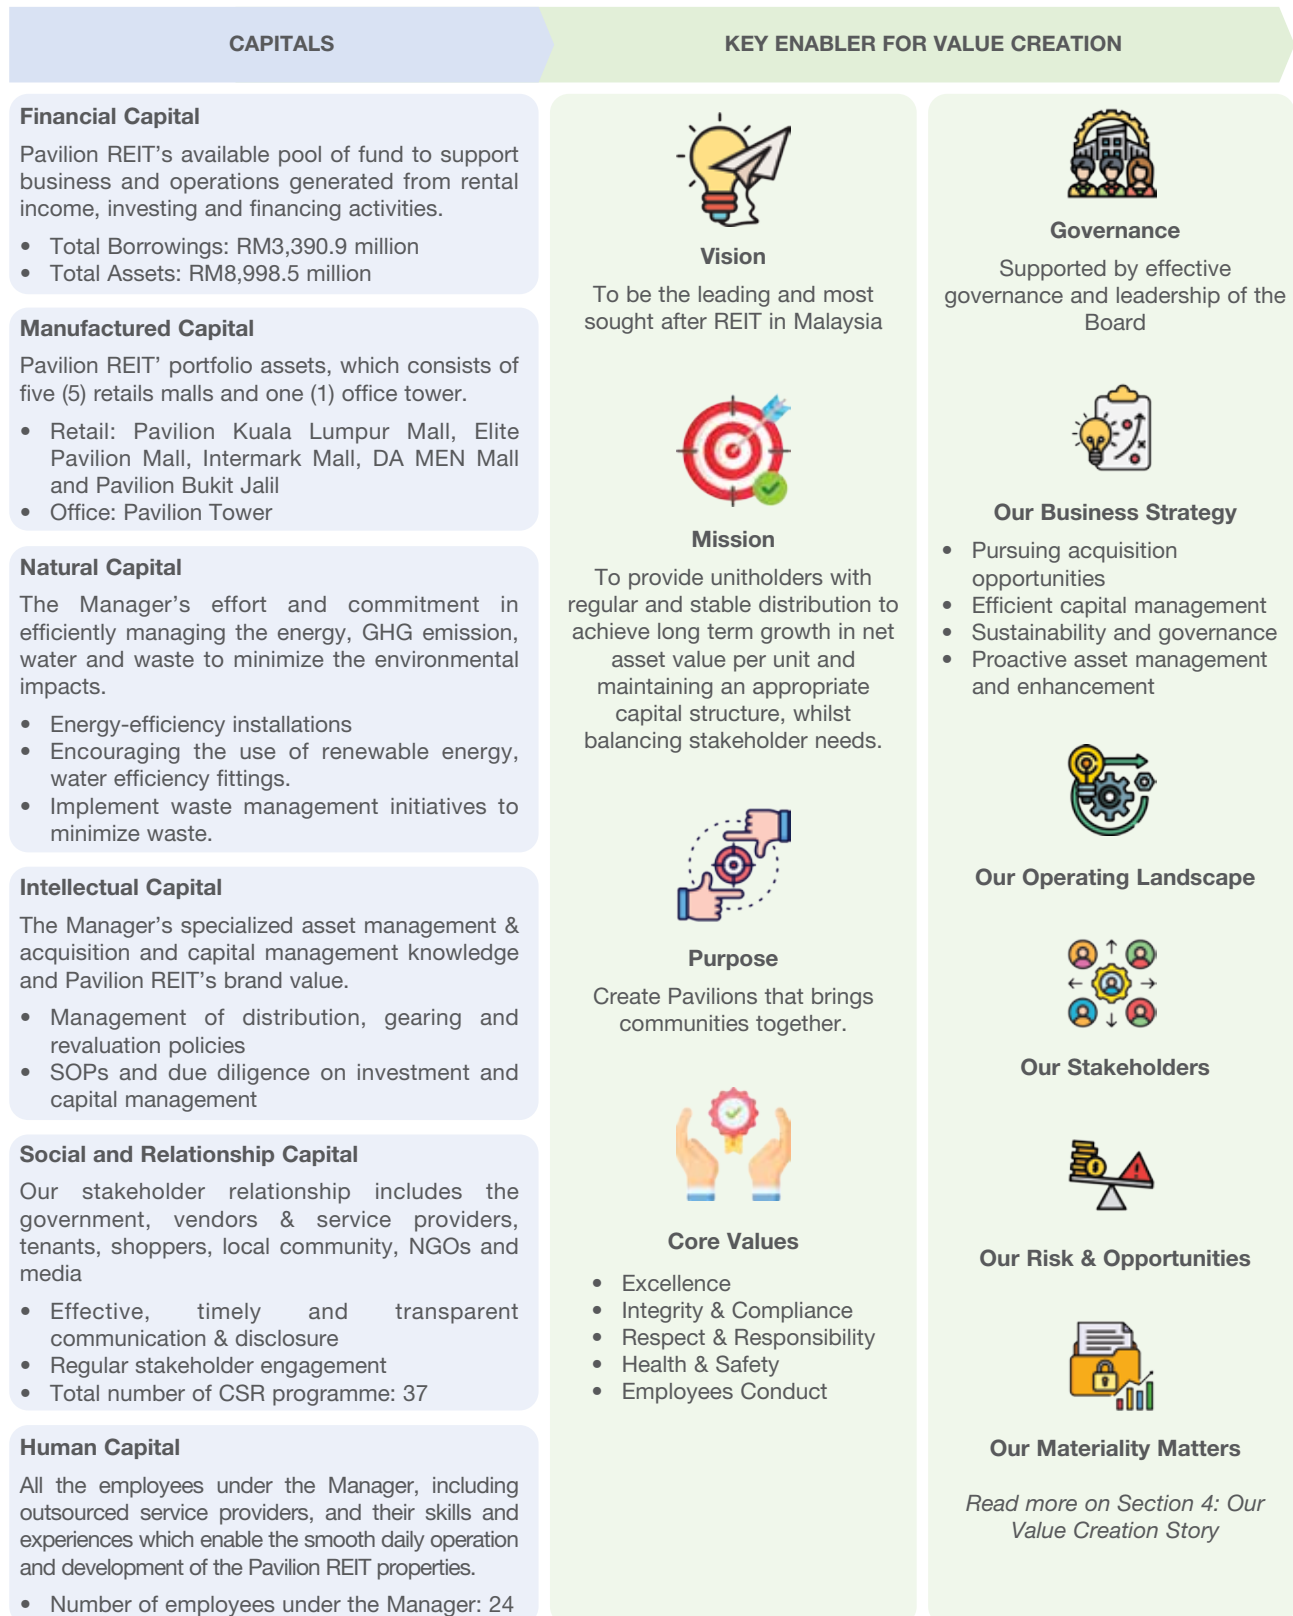 CAPITALS
KEY ENABLER FOR VALUE CREATION
Financial Capital
Pavilion REIT's available pool of fund to support
business and operations generated from rental
income, investing and financing activities.
• Total Borrowings: RM3,390.9 million
• Total Assets: RM8,998.5 million
Manufactured Capital
Pavilion REIT' portfolio assets, which consists of
five (5) retails malls and one (1) office tower.
• Retail: Pavilion Kuala Lumpur Mall, Elite
Pavilion Mall, Intermark Mall, DA MEN Mall
and Pavilion Bukit Jalil
• Office: Pavilion Tower
Natural Capital
The Manager's effort and commitment in
efficiently managing the energy, GHG emission,
water and waste to minimize the environmental
impacts.
• Energy-efficiency installations
• Encouraging the use of renewable energy,
water efficiency fittings.
• Implement waste management initiatives to
minimize waste.
Intellectual Capital
The Manager's specialized asset management &
acquisition and capital management knowledge
and Pavilion REIT's brand value.
• Management of distribution, gearing and
revaluation policies
• SOPs and due diligence on investment and
capital management
Social and Relationship Capital
Our stakeholder relationship includes the
government, vendors & service providers,
tenants, shoppers, local community, NGOs and
media
• Effective, timely and transparent
communication & disclosure
• Regular stakeholder engagement
• Total number of CSR programme: 37
Human Capital
All the employees under the Manager, including
outsourced service providers, and their skills and
experiences which enable the smooth daily operation
and development of the Pavilion REIT properties.
• Number of employees under the Manager: 24
Vision
To be the leading and most
sought after REIT in Malaysia
Mission
To provide unitholders with
regular and stable distribution to
achieve long term growth in net
asset value per unit and
maintaining an appropriate
capital structure, whilst
balancing stakeholder needs.
Purpose
Create Pavilions that brings
communities together.
Core Values
• Excellence
• Integrity & Compliance
• Respect & Responsibility
• Health & Safety
• Employees Conduct
Governance
Supported by effective
governance and leadership of the
Board
Our Business Strategy
• Pursuing acquisition
opportunities
• Efficient capital management
• Sustainability and governance
• Proactive asset management
and enhancement
Our Operating Landscape
Our Stakeholders
Our Risk & Opportunities
Our Materiality Matters
Read more on Section 4: Our
Value Creation Story